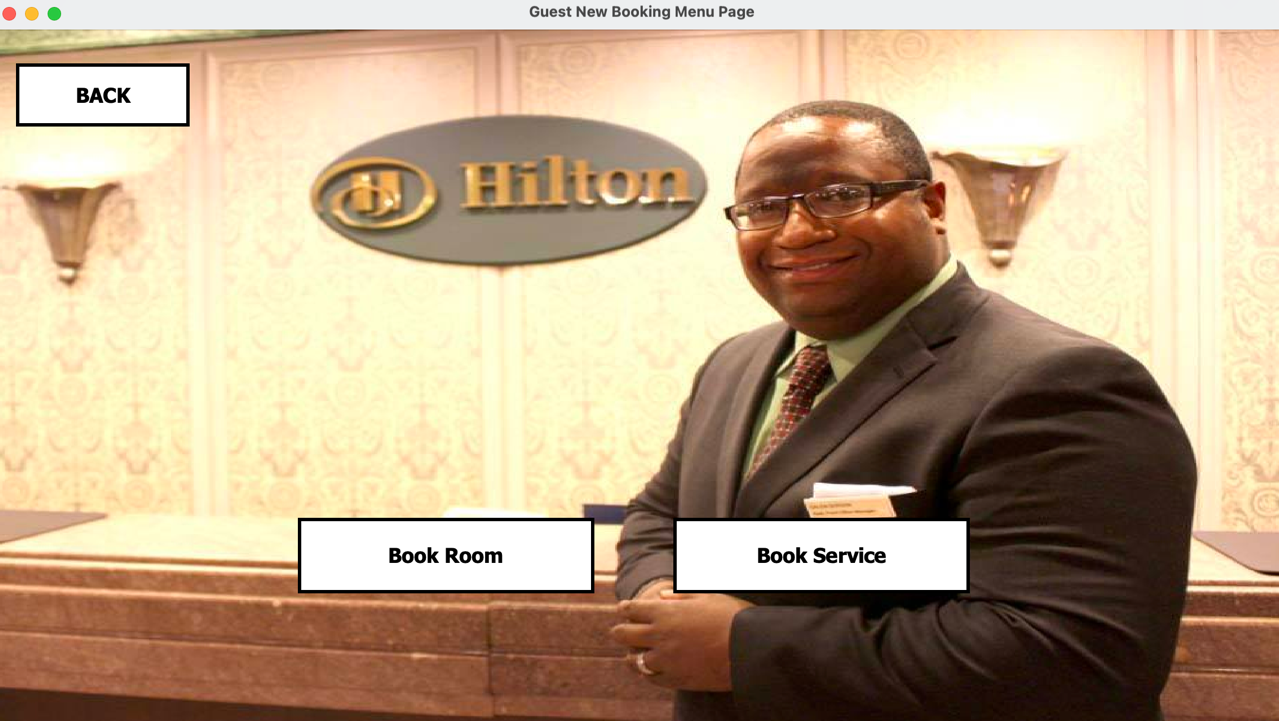 Guest New Booking Menu Page
BACK
Hilton
Book Room
Book Service